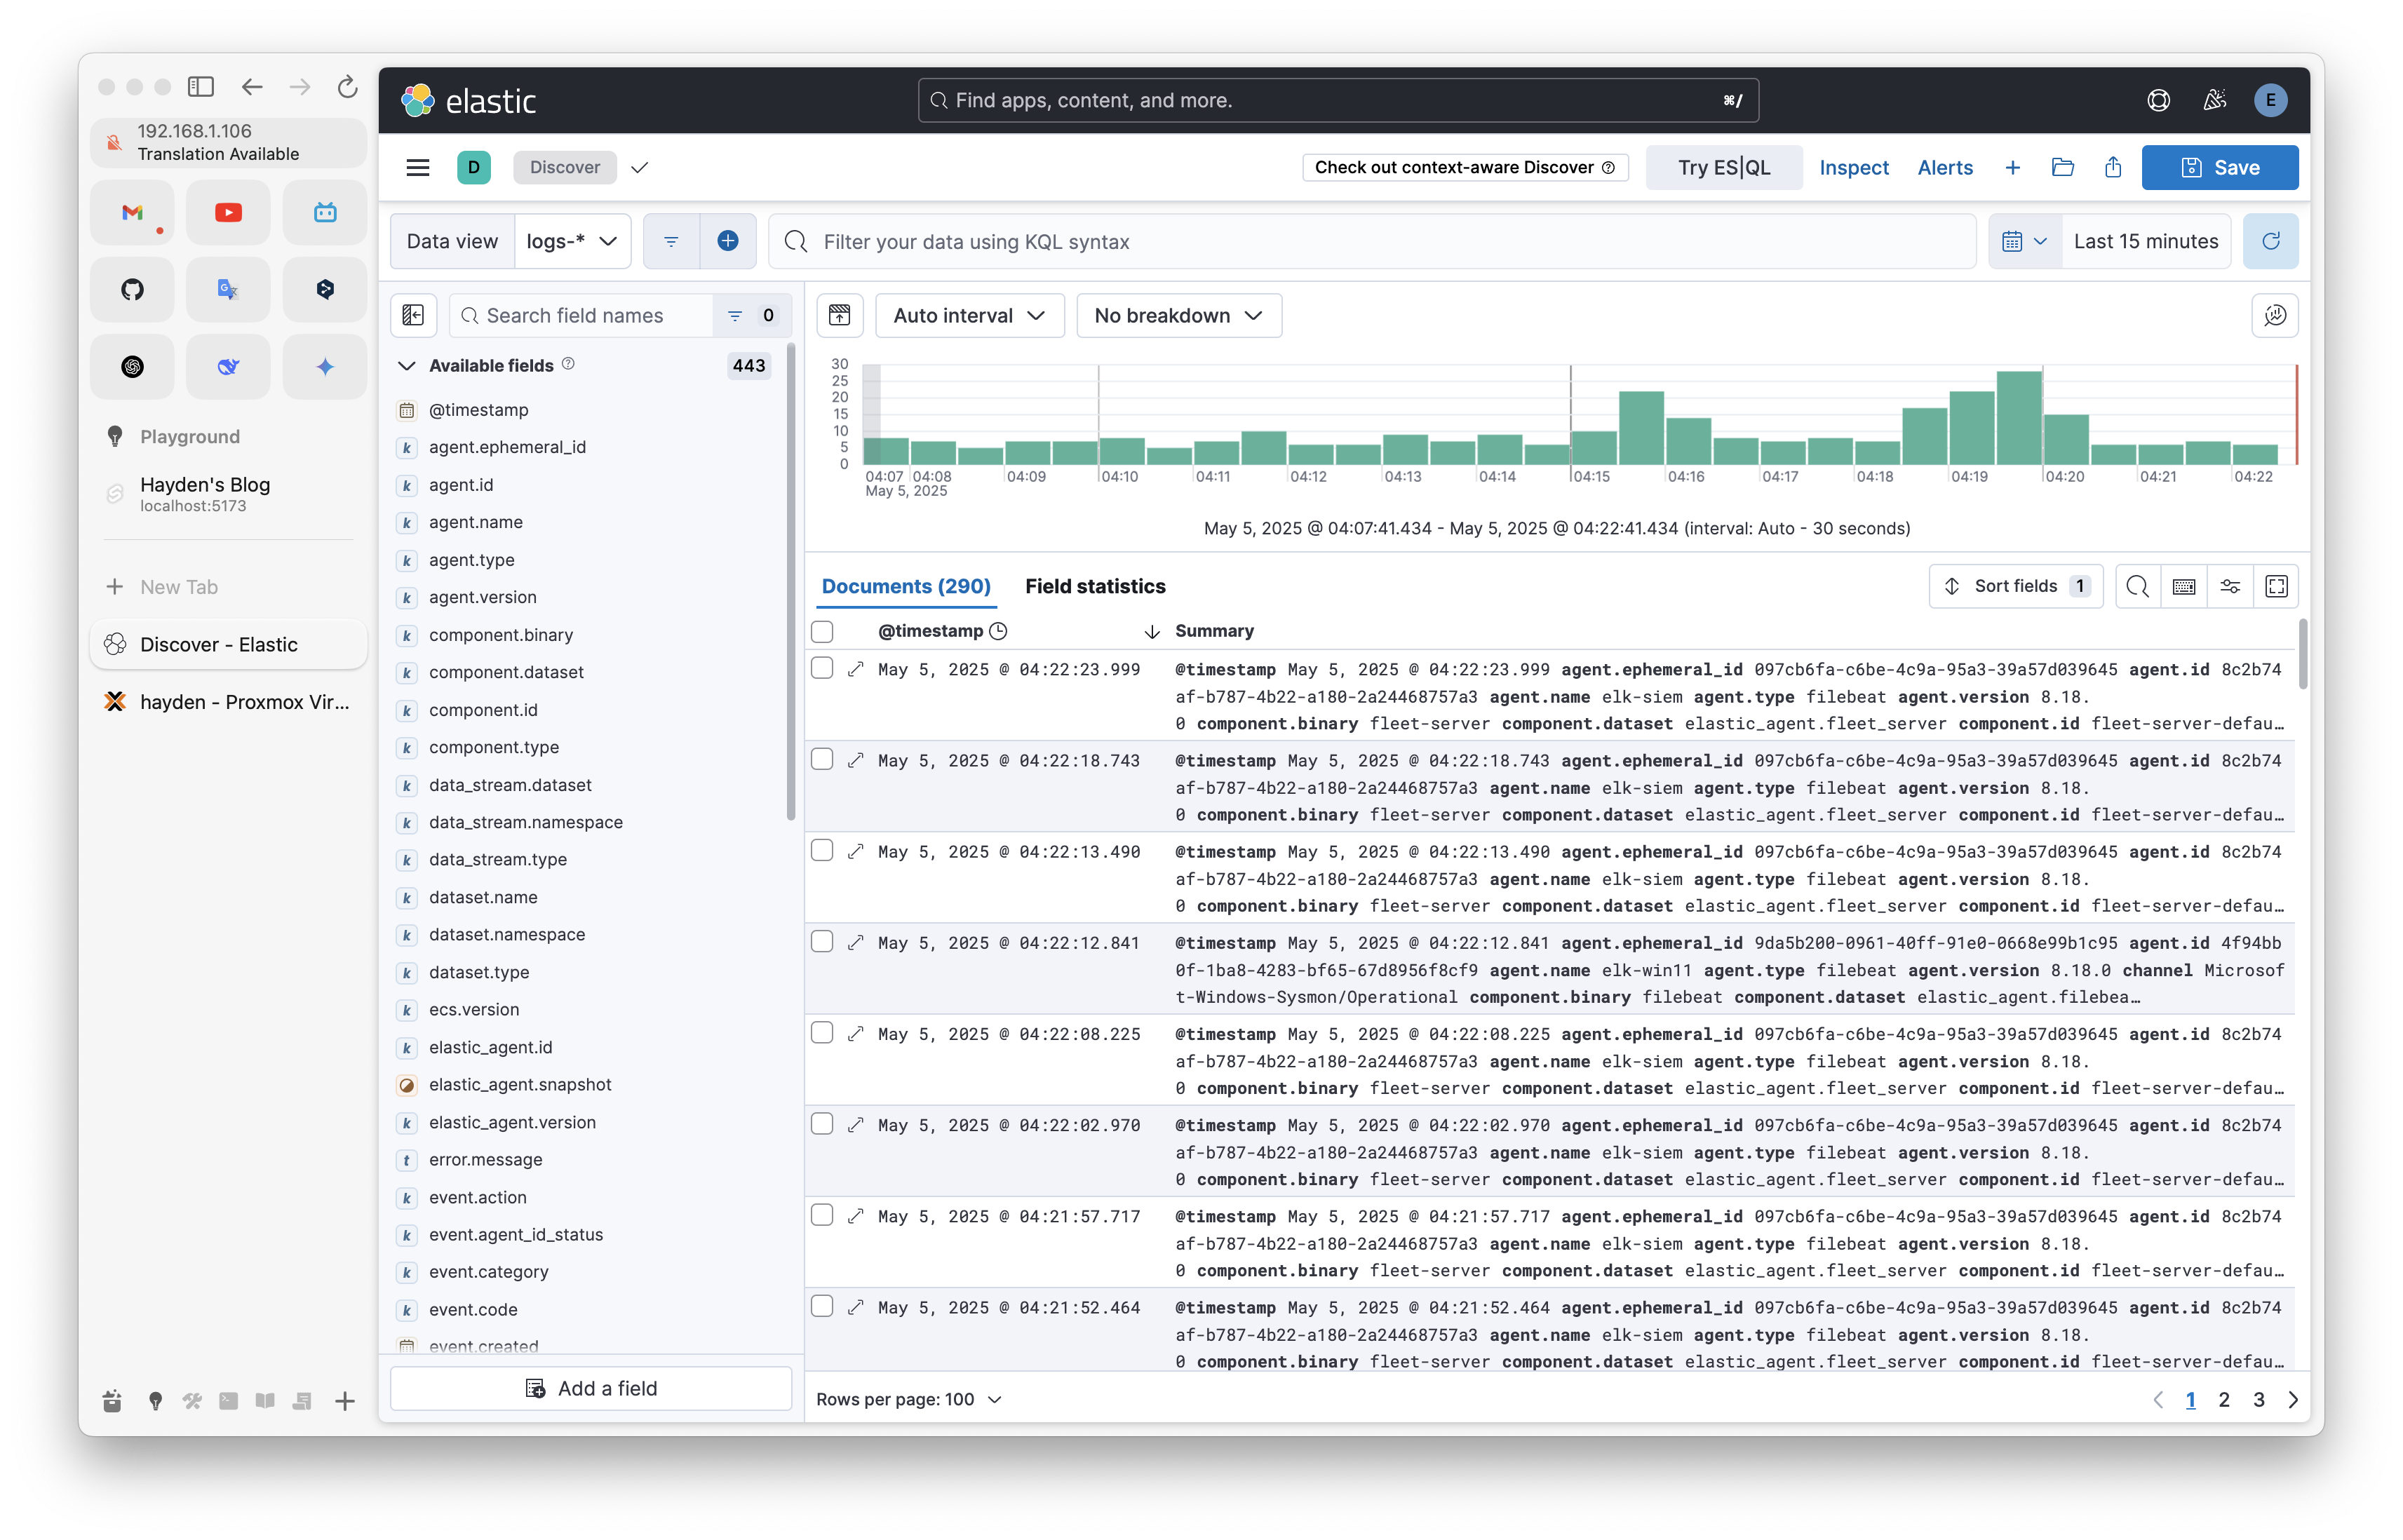 192.168.1.106
Translation Available
Playground
Hayden's Blog
localhost:5173
New Tab
Discover - Elastic
hayden - Proxmox Vir...
elastic
Find apps, content, and more.
⌘/
E
D
Discover
Check out context-aware Discover
Try ES|QL
Inspect
Alerts
Save
Data view
logs-*
Filter your data using KQL syntax
Last 15 minutes
Search field names
0
Available fields
443
@timestamp
k agent.ephemeral_id
k agent.id
k agent.name
k agent.type
k agent.version
k component.binary
k component.dataset
k component.id
k component.type
k data_stream.dataset
k data_stream.namespace
k data_stream.type
k dataset.name
k dataset.namespace
k dataset.type
k ecs.version
k elastic_agent.id
elastic_agent.snapshot
k elastic_agent.version
t error.message
k event.action
k event.agent_id_status
k event.category
k event.code
event.created
Add a field
Auto interval
No breakdown
30
25
20
15
10
5
0
04:07 04:08 04:09 04:10 04:11 04:12 04:13 04:14 04:15 04:16 04:17 04:18 04:19 04:20 04:21 04:22
May 5, 2025
May 5, 2025 @ 04:07:41.434 - May 5, 2025 @ 04:22:41.434 (interval: Auto - 30 seconds)
Documents (290)
Field statistics
Sort fields 1
@timestamp
Summary
May 5, 2025 @ 04:22:23.999
@timestamp May 5, 2025 @ 04:22:23.999 agent.ephemeral_id 097cb6fa-c6be-4c9a-95a3-39a57d039645 agent.id 8c2b74
af-b787-4b22-a180-2a24468757a3 agent.name elk-siem agent.type filebeat agent.version 8.18.
0 component.binary fleet-server component.dataset elastic_agent.fleet_server component.id fleet-server-defau…
May 5, 2025 @ 04:22:18.743
@timestamp May 5, 2025 @ 04:22:18.743 agent.ephemeral_id 097cb6fa-c6be-4c9a-95a3-39a57d039645 agent.id 8c2b74
af-b787-4b22-a180-2a24468757a3 agent.name elk-siem agent.type filebeat agent.version 8.18.
0 component.binary fleet-server component.dataset elastic_agent.fleet_server component.id fleet-server-defau…
May 5, 2025 @ 04:22:13.490
@timestamp May 5, 2025 @ 04:22:13.490 agent.ephemeral_id 097cb6fa-c6be-4c9a-95a3-39a57d039645 agent.id 8c2b74
af-b787-4b22-a180-2a24468757a3 agent.name elk-siem agent.type filebeat agent.version 8.18.
0 component.binary fleet-server component.dataset elastic_agent.fleet_server component.id fleet-server-defau…
May 5, 2025 @ 04:22:12.841
@timestamp May 5, 2025 @ 04:22:12.841 agent.ephemeral_id 9da5b200-0961-40ff-91e0-0668e99b1c95 agent.id 4f94bb
0f-1ba8-4283-bf65-67d8956f8cf9 agent.name elk-win11 agent.type filebeat agent.version 8.18.0 channel Microsof
t-Windows-Sysmon/Operational component.binary filebeat component.dataset elastic_agent.filebea…
May 5, 2025 @ 04:22:08.225
@timestamp May 5, 2025 @ 04:22:08.225 agent.ephemeral_id 097cb6fa-c6be-4c9a-95a3-39a57d039645 agent.id 8c2b74
af-b787-4b22-a180-2a24468757a3 agent.name elk-siem agent.type filebeat agent.version 8.18.
0 component.binary fleet-server component.dataset elastic_agent.fleet_server component.id fleet-server-defau…
May 5, 2025 @ 04:22:02.970
@timestamp May 5, 2025 @ 04:22:02.970 agent.ephemeral_id 097cb6fa-c6be-4c9a-95a3-39a57d039645 agent.id 8c2b74
af-b787-4b22-a180-2a24468757a3 agent.name elk-siem agent.type filebeat agent.version 8.18.
0 component.binary fleet-server component.dataset elastic_agent.fleet_server component.id fleet-server-defau…
May 5, 2025 @ 04:21:57.717
@timestamp May 5, 2025 @ 04:21:57.717 agent.ephemeral_id 097cb6fa-c6be-4c9a-95a3-39a57d039645 agent.id 8c2b74
af-b787-4b22-a180-2a24468757a3 agent.name elk-siem agent.type filebeat agent.version 8.18.
0 component.binary fleet-server component.dataset elastic_agent.fleet_server component.id fleet-server-defau…
May 5, 2025 @ 04:21:52.464
@timestamp May 5, 2025 @ 04:21:52.464 agent.ephemeral_id 097cb6fa-c6be-4c9a-95a3-39a57d039645 agent.id 8c2b74
af-b787-4b22-a180-2a24468757a3 agent.name elk-siem agent.type filebeat agent.version 8.18.
0 component.binary fleet-server component.dataset elastic_agent.fleet_server component.id fleet-server-defau…
Rows per page: 100
1 2 3